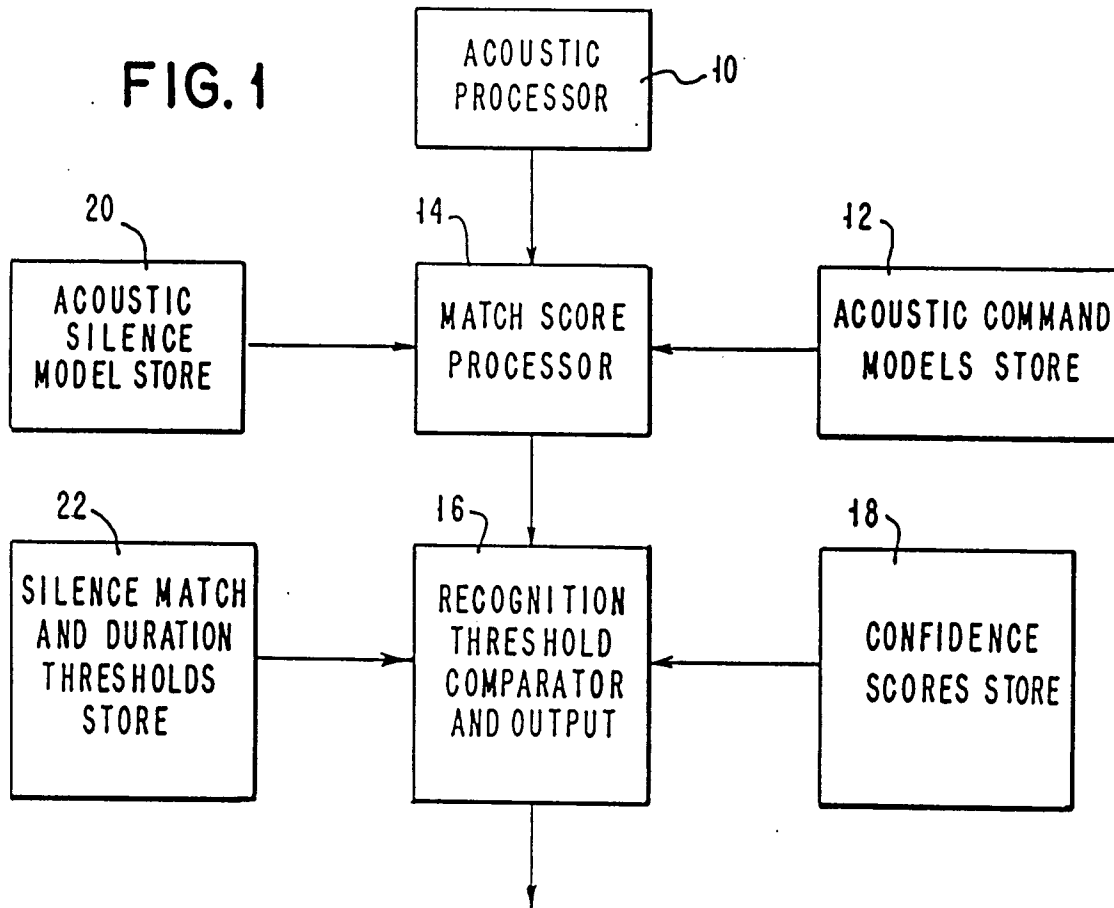 FIG. 1
ACOUSTIC
PROCESSOR
10
20
14
12
ACOUSTIC
SILENCE
MODEL STORE
MATCH SCORE
PROCESSOR
ACOUSTIC COMMAND
MODELS STORE
22
16
18
SILENCE MATCH
AND DURATION
THRESHOLDS
STORE
RECOGNITION
THRESHOLD
COMPARATOR
AND OUTPUT
CONFIDENCE
SCORES STORE